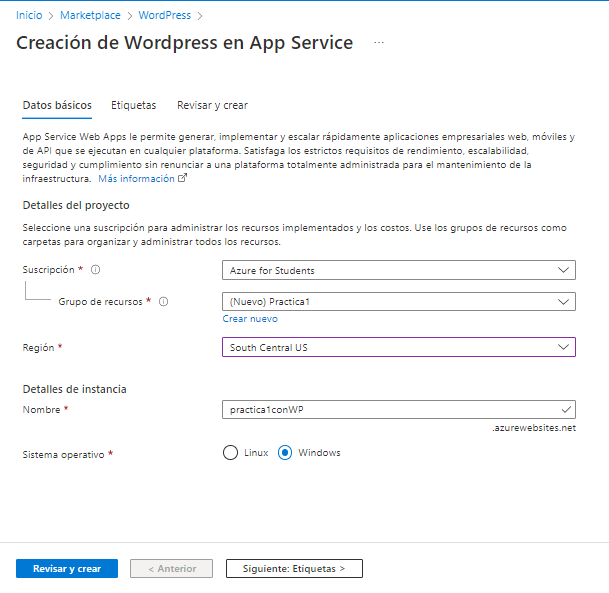 Inicio > Marketplace > WordPress >
Creación de Wordpress en App Service ...
Datos básicos Etiquetas Revisar y crear
App Service Web Apps le permite generar, implementar y escalar rápidamente aplicaciones empresariales web, móviles y
de API que se ejecutan en cualquier plataforma. Satisfaga los estrictos requisitos de rendimiento, escalabilidad,
seguridad y cumplimiento sin renunciar a una plataforma totalmente administrada para el mantenimiento de la
infraestructura. Más información
Detalles del proyecto
Seleccione una suscripción para administrar los recursos implementados y los costos. Use los grupos de recursos como
carpetas para organizar y administrar todos los recursos.
Suscripción * Azure for Students
Grupo de recursos * (Nuevo) Practica1
Crear nuevo
Región * South Central US
Detalles de instancia
Nombre * practica1conWP
.azurewebsites.net
Sistema operativo * Linux Windows
Revisar y crear < Anterior Siguiente: Etiquetas >